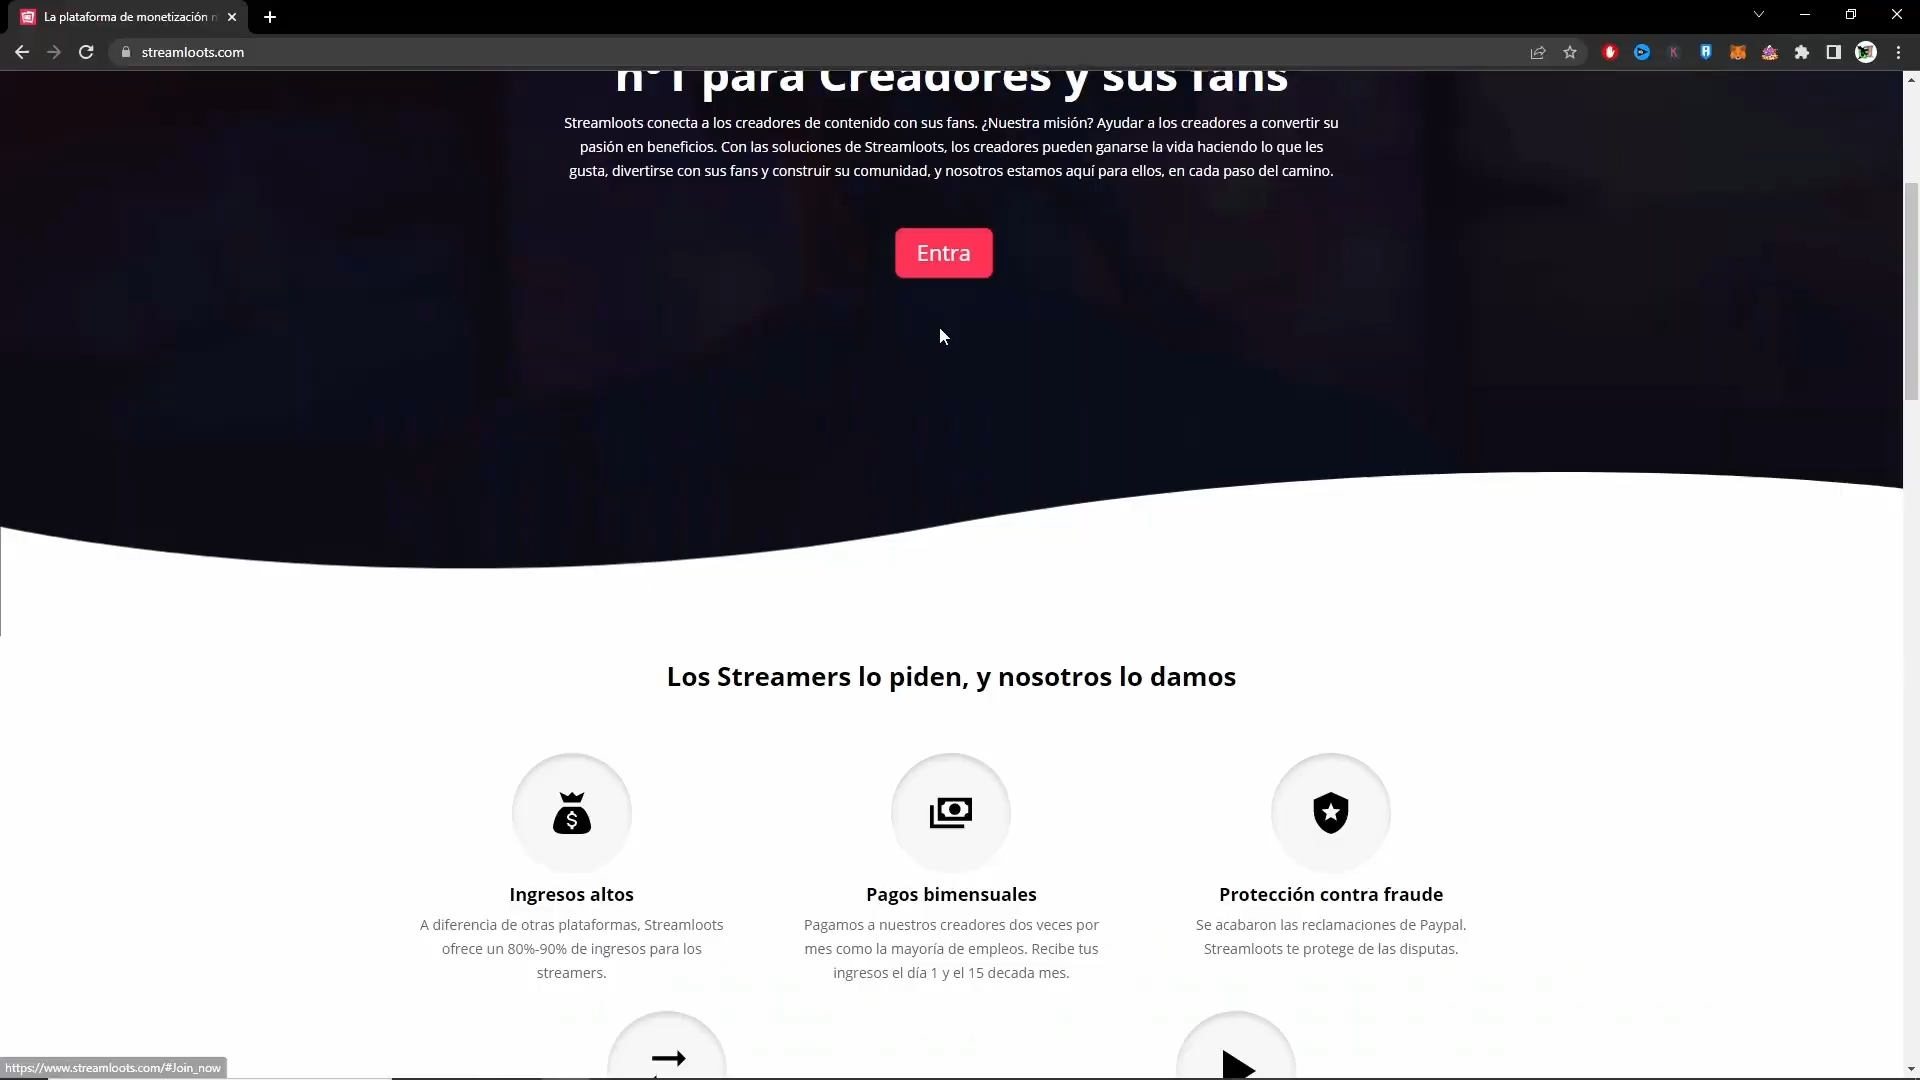 La plataforma de monetización n
streamloots.com
nº1 para Creadores y sus fans
Streamloots conecta a los creadores de contenido con sus fans. ¿Nuestra misión? Ayudar a los creadores a convertir su
pasión en beneficios. Con las soluciones de Streamloots, los creadores pueden ganarse la vida haciendo lo que les
gusta, divertirse con sus fans y construir su comunidad, y nosotros estamos aquí para ellos, en cada paso del camino.
Entra
Los Streamers lo piden, y nosotros lo damos
Ingresos altos
A diferencia de otras plataformas, Streamloots
ofrece un 80%-90% de ingresos para los
streamers.
Pagos bimensuales
Pagamos a nuestros creadores dos veces por
mes como la mayoría de empleos. Recibe tus
ingresos el día 1 y el 15 decada mes.
Protección contra fraude
Se acabaron las reclamaciones de Paypal.
Streamloots te protege de las disputas.
https://www.streamloots.com/#Join_now